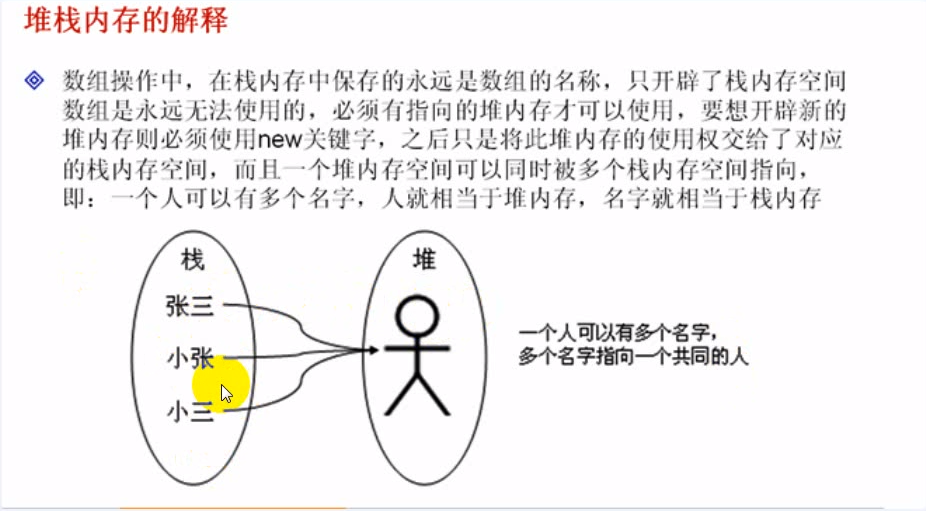 堆栈内存的解释
数组操作中，在栈内存中保存的永远是数组的名称，只开辟了栈内存空间
数组是永远无法使用的，必须有指向的堆内存才可以使用，要想开辟新的
堆内存则必须使用new关键字，之后只是将此堆内存的使用权交给了对应
的栈内存空间，而且一个堆内存空间可以同时被多个栈内存空间指向，
即：一个人可以有多个名字，人就相当于堆内存，名字就相当于栈内存
栈
堆
张三
小张
小三
一个人可以有多个名字，
多个名字指向一个共同的人